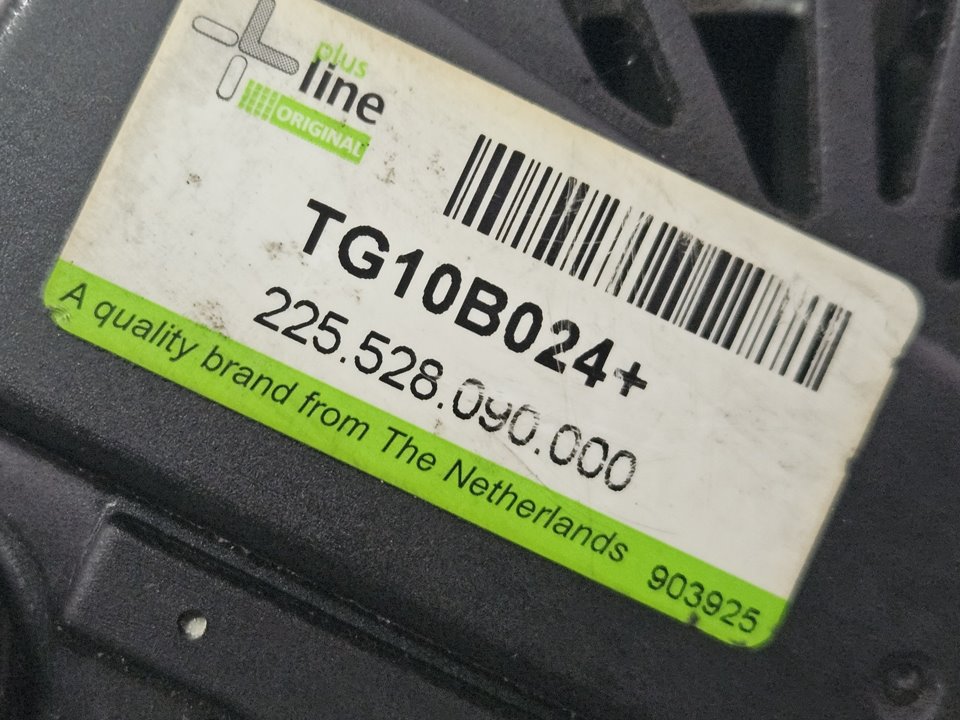 plus
line
ORIGINAL
TG10B024+
225.528.090.000
A quality brand from The Netherlands 903925